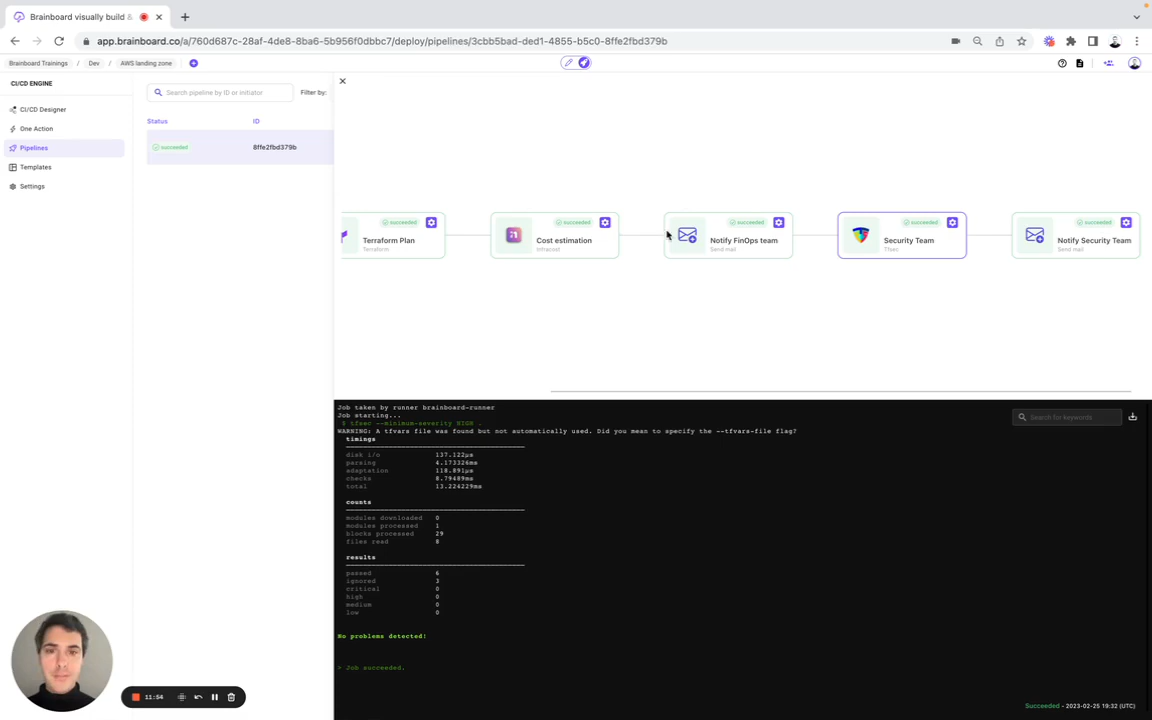 Brainboard visually build &
app.brainboard.co/a/760d687c-28af-4de8-8ba6-5b956f0dbbc7/deploy/pipelines/3cbb5bad-ded1-4855-b5c0-8ffe2fbd379b
Brainboard Trainings / Dev / AWS landing zone
CI/CD ENGINE
CI/CD Designer
One Action
Pipelines
Templates
Settings
Search pipeline by ID or initiator
Filter by:
Status ID
succeeded 8ffe2fbd379b
succeeded
Terraform Plan
Terraform
succeeded
Cost estimation
Infracost
succeeded
Notify FinOps team
Send mail
succeeded
Security Team
Tfsec
succeeded
Notify Security Team
Send mail
Search for keywords
Job taken by runner brainboard-runner
Job starting...
$ tfsec --minimum-severity HIGH .
WARNING: A tfvars file was found but not automatically used. Did you mean to specify the --tfvars-file flag?
timings
disk i/o 137.122µs
parsing 4.173326ms
adaptation 118.891µs
checks 8.79489ms
total 13.224229ms
counts
modules downloaded 0
modules processed 1
blocks processed 29
files read 8
results
passed 6
ignored 3
critical 0
high 0
medium 0
low 0
No problems detected!
> Job succeeded.
Succeeded - 2023-02-25 19:32 (UTC)
11:54